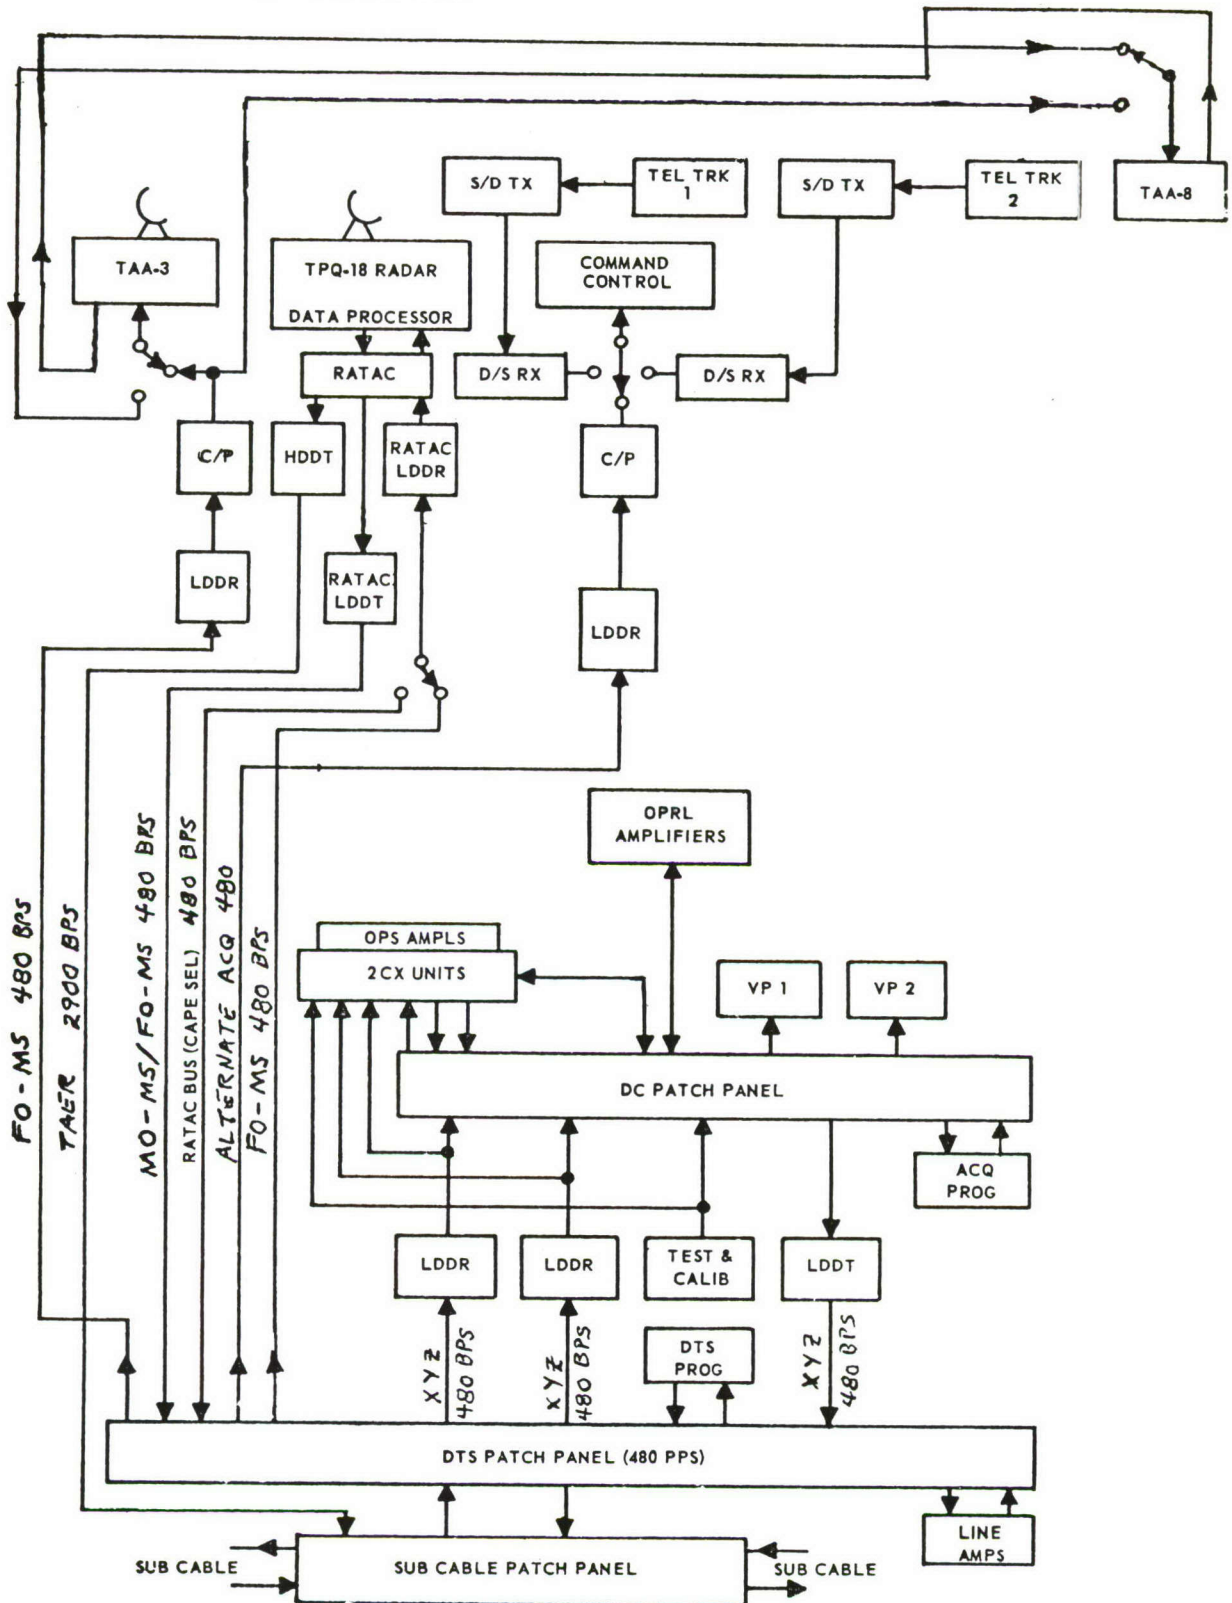 S/D TX
TEL TRK
1
S/D TX
TEL TRK
2
TAA-8
TAA-3
TPQ-18 RADAR
DATA PROCESSOR
COMMAND
CONTROL
RATAC
D/S RX
D/S RX
C/P
HDDT
RATAC
LDDR
C/P
LDDR
RATAC
LDDT
LDDR
FO-MS 480 BPS
TAER 2900 BPS
MO-MS/FO-MS 480 BPS
RATAC BUS (CAPE SEL) 480 BPS
ALTERNATE ACQ 480
FO-MS 480 BPS
OPRL
AMPLIFIERS
OPS AMPLS
2CX UNITS
VP 1
VP 2
DC PATCH PANEL
ACQ
PROG
LDDR
LDDR
TEST &
CALIB
LDDT
XYZ
480 BPS
XYZ
480 BPS
DTS
PROG
XYZ
480 BPS
DTS PATCH PANEL (480 PPS)
LINE
AMPS
SUB CABLE
SUB CABLE PATCH PANEL
SUB CABLE